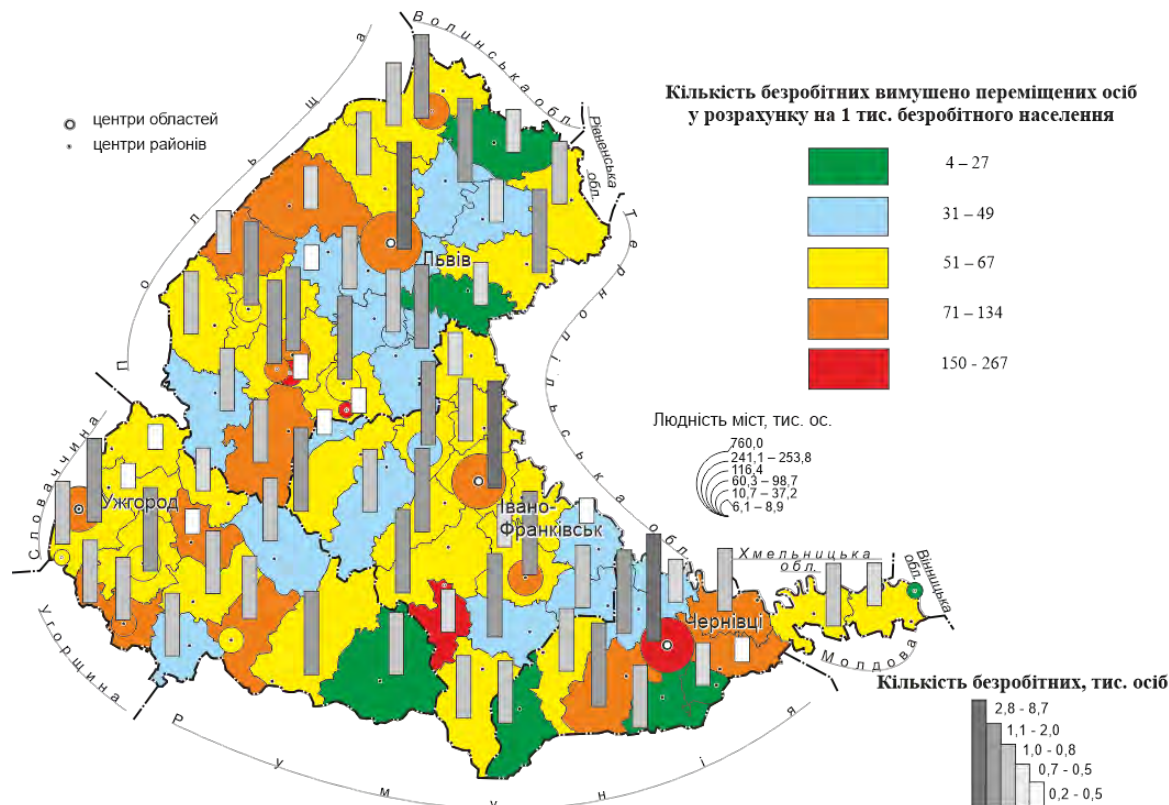 Волинська обл.
Рівненська
обл.
Польща
Тернопільська обл.
Словаччина
Угорщина
Румунія
Хмельницька
обл.
Вінницька
обл.
Молдова
центри областей
центри районів
Львів
Ужгород
Івано-
Франківськ
Чернівці
Кількість безробітних вимушено переміщених осіб
у розрахунку на 1 тис. безробітного населення
4 – 27
31 – 49
51 – 67
71 – 134
150 - 267
Людність міст, тис. ос.
760,0
241,1 – 253,8
116,4
60,3 – 98,7
10,7 – 37,2
6,1 – 8,9
Кількість безробітних, тис. осіб
2,8 - 8,7
1,1 - 2,0
1,0 - 0,8
0,7 - 0,5
0,2 - 0,5